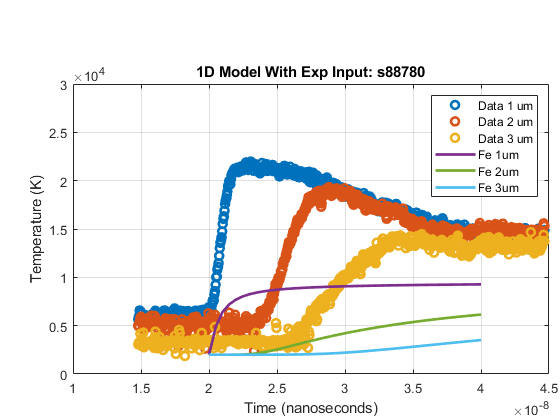 1D Model With Exp Input: s88780
×10^4
3
2.5
2
1.5
1
0.5
0
Temperature (K)
Data 1 um
Data 2 um
Data 3 um
Fe 1um
Fe 2um
Fe 3um
1 1.5 2 2.5 3 3.5 4 4.5
Time (nanoseconds)
×10^-8